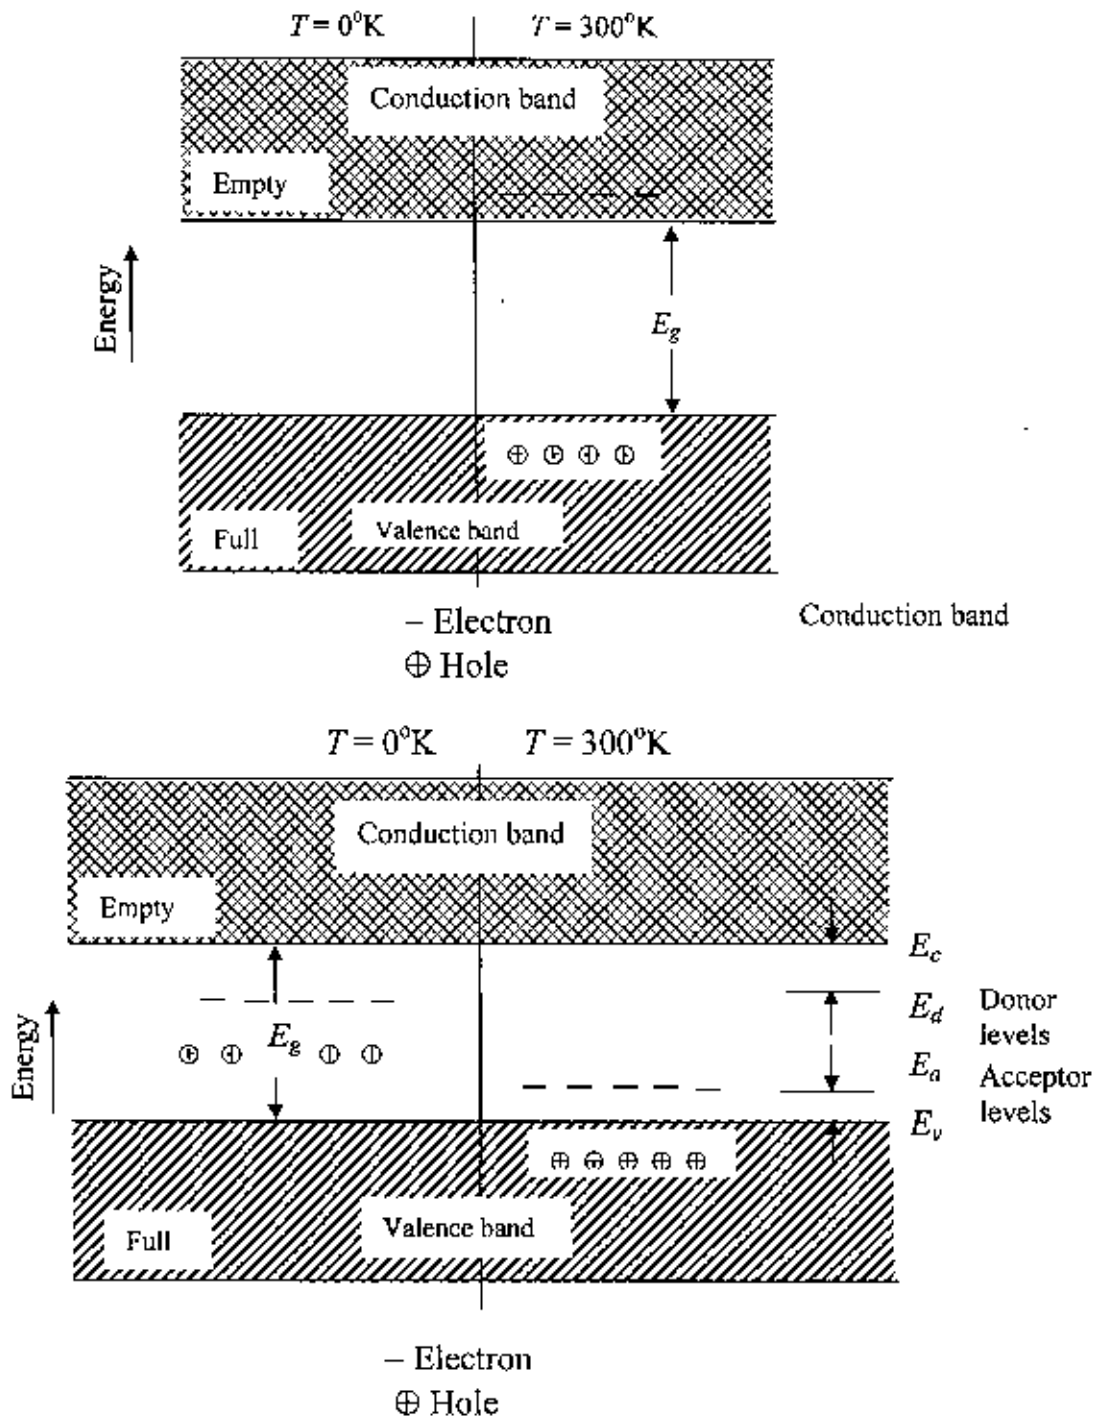 T = 0°K T = 300°K
Conduction band
Empty
Energy
E_g
Full
Valence band
– Electron
⊕ Hole
Conduction band
T = 0°K T = 300°K
Conduction band
Empty
E_c
E_d Donor
levels
Energy
E_g
E_a Acceptor
levels
E_v
Valence band
Full
– Electron
⊕ Hole